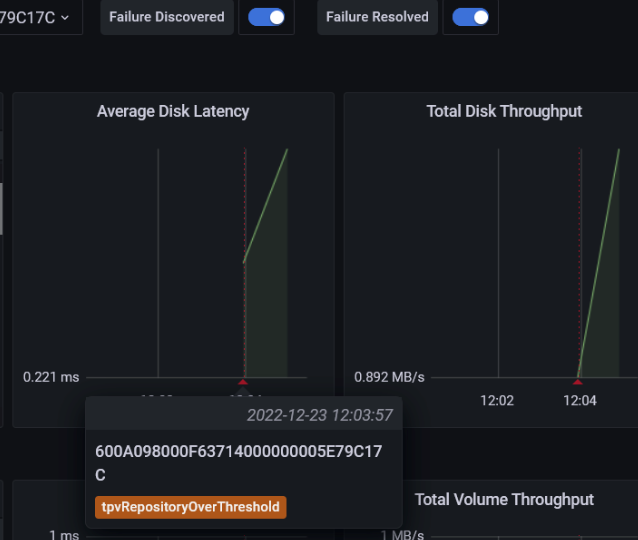 79C17C
Failure Discovered
Failure Resolved
Average Disk Latency
Total Disk Throughput
0.221 ms
0.892 MB/s
12:02
12:04
2022-12-23 12:03:57
600A098000F63714000000005E79C17
C
tpvRepositoryOverThreshold
Total Volume Throughput
1 ms
1 MB/s